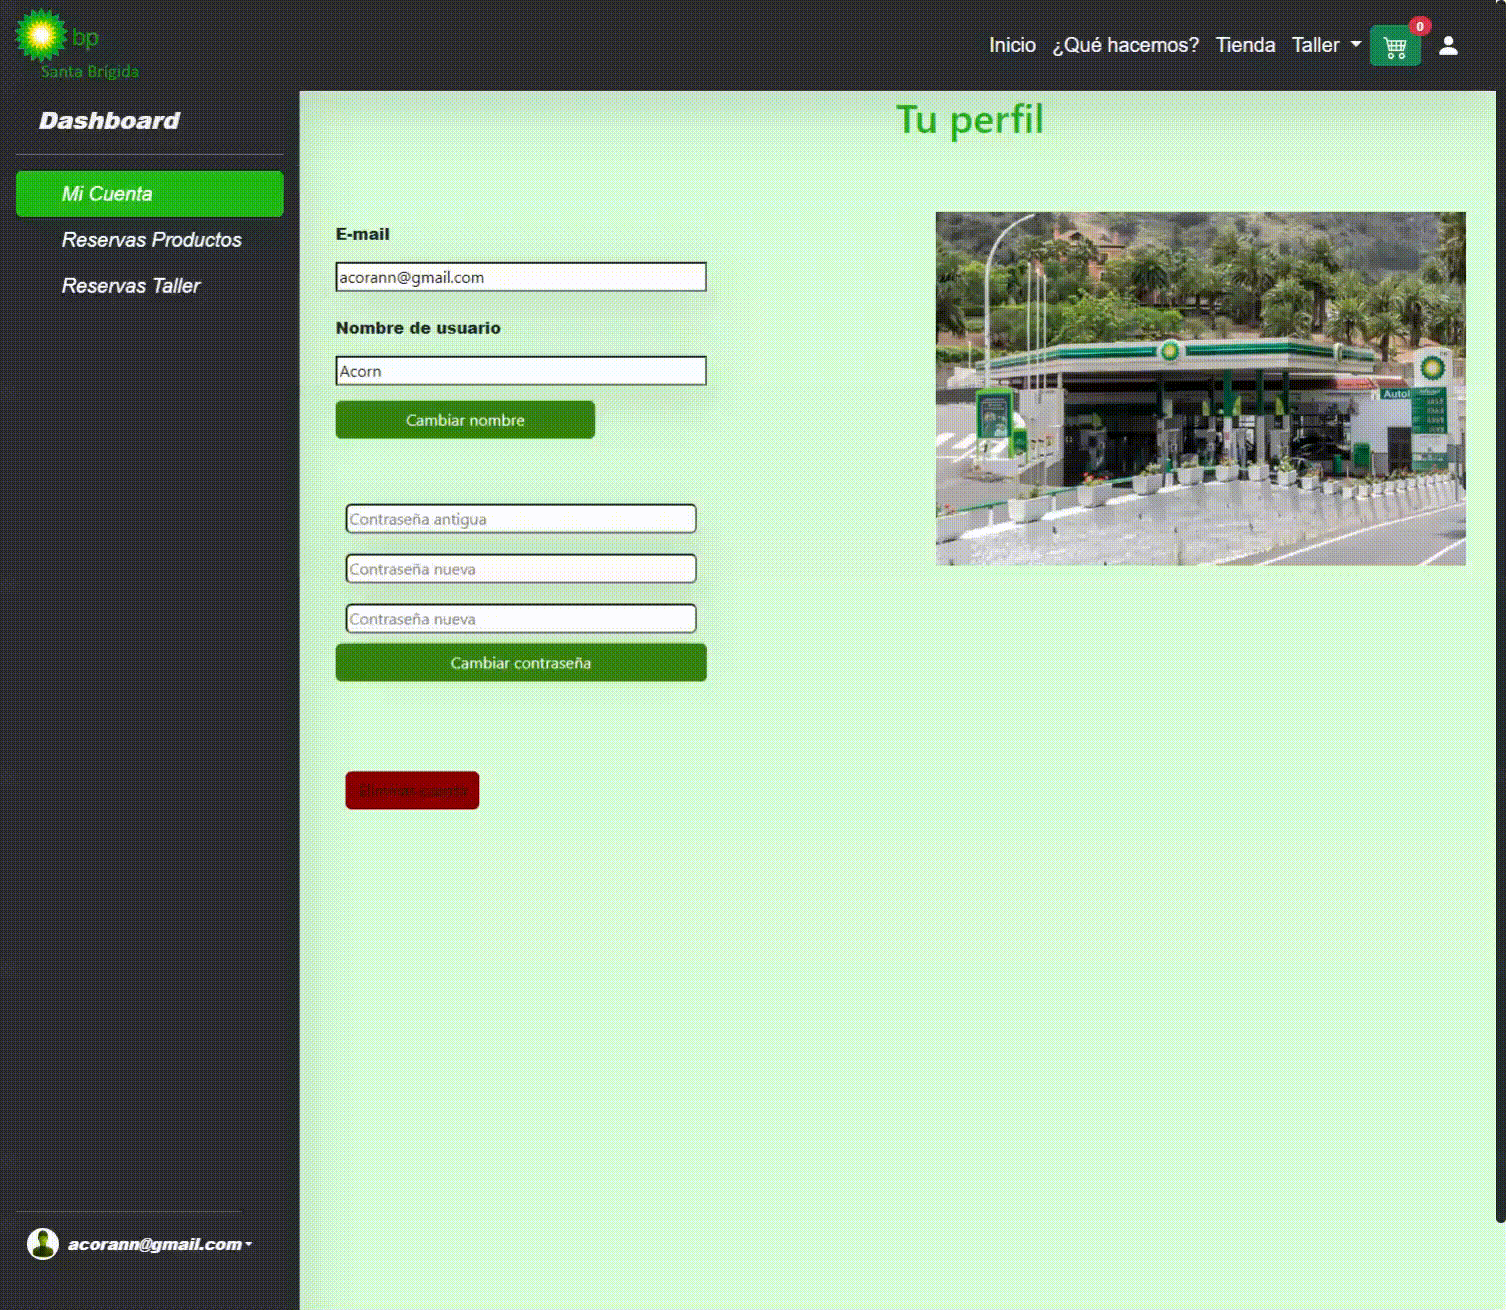 bp
Santa Brígida
Inicio ¿Qué hacemos? Tienda Taller 0
Dashboard
Mi Cuenta
Reservas Productos
Reservas Taller
Tu perfil
E-mail
acorann@gmail.com
Nombre de usuario
Acorn
Cambiar nombre
Contraseña antigua
Contraseña nueva
Contraseña nueva
Cambiar contraseña
Eliminar cuenta
acorann@gmail.com